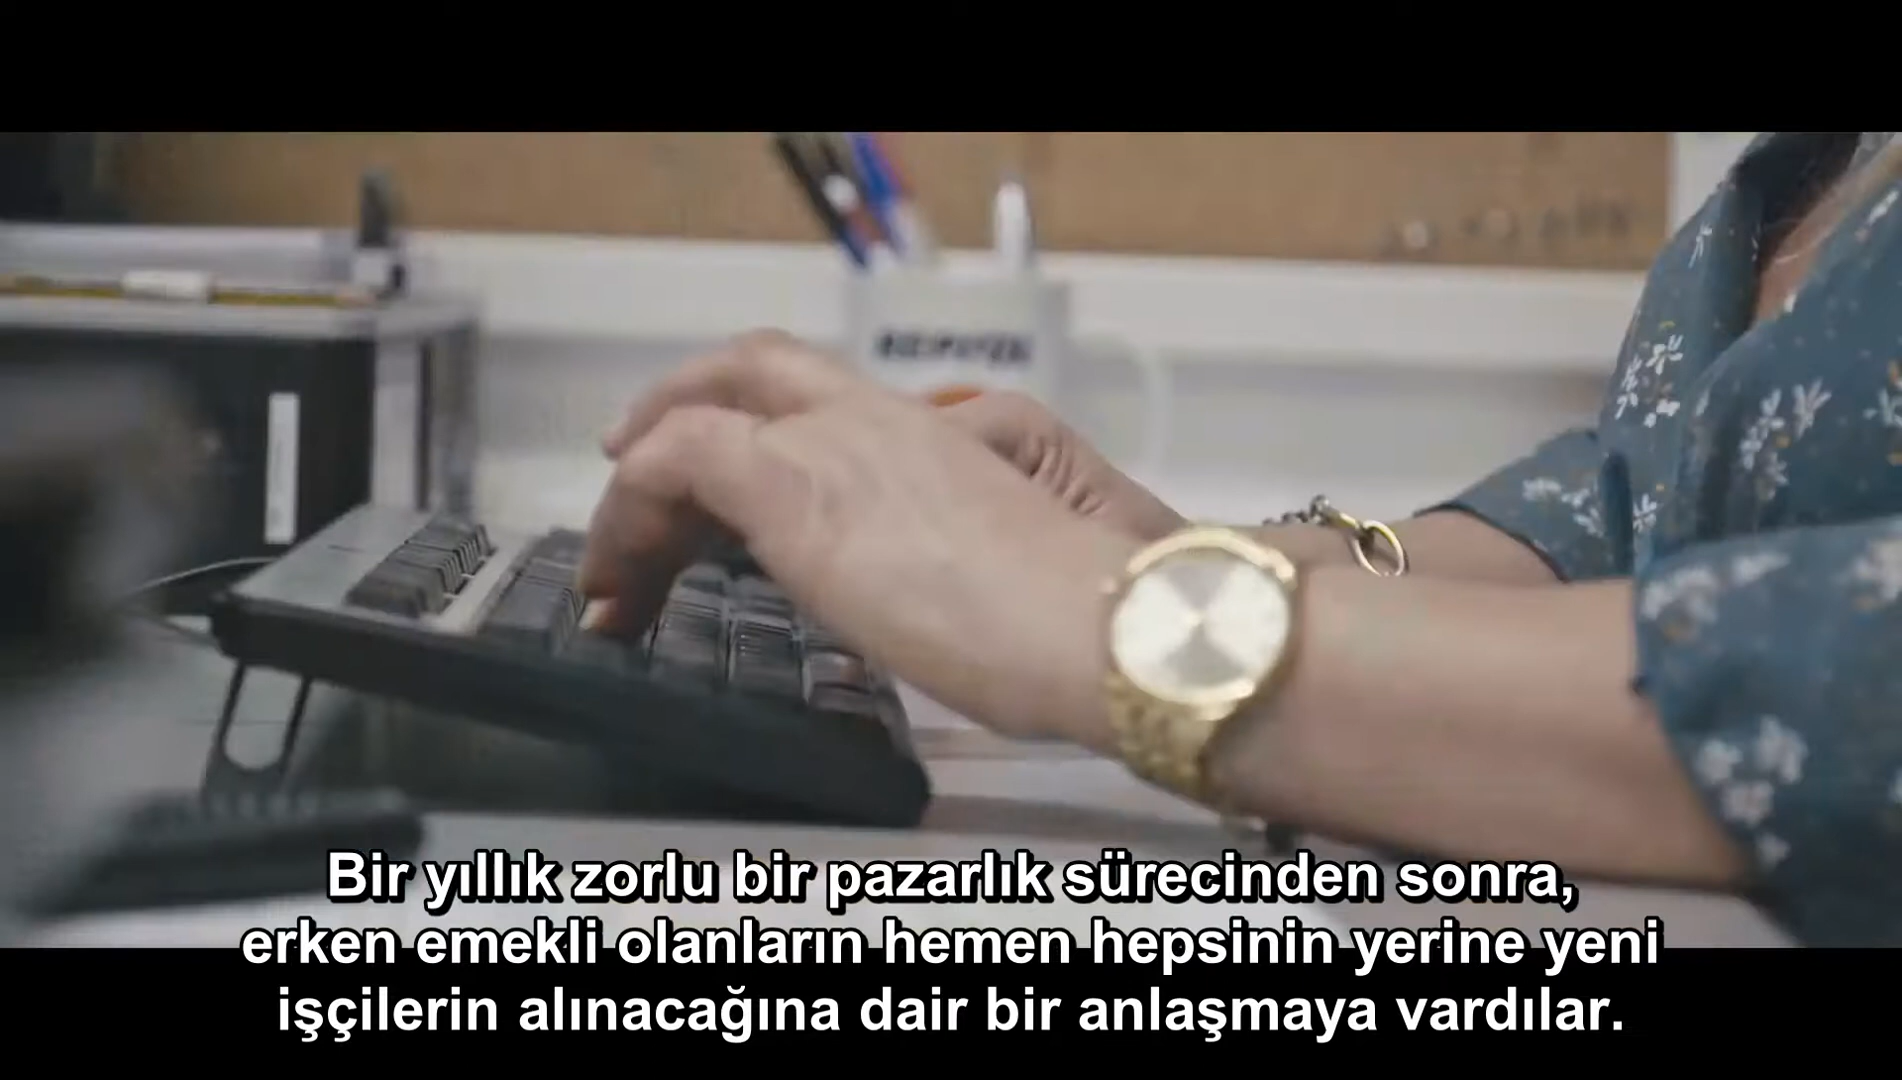 Bir yıllık zorlu bir pazarlık sürecinden sonra,
erken emekli olanların hemen hepsinin yerine yeni
işçilerin alınacağına dair bir anlaşmaya vardılar.